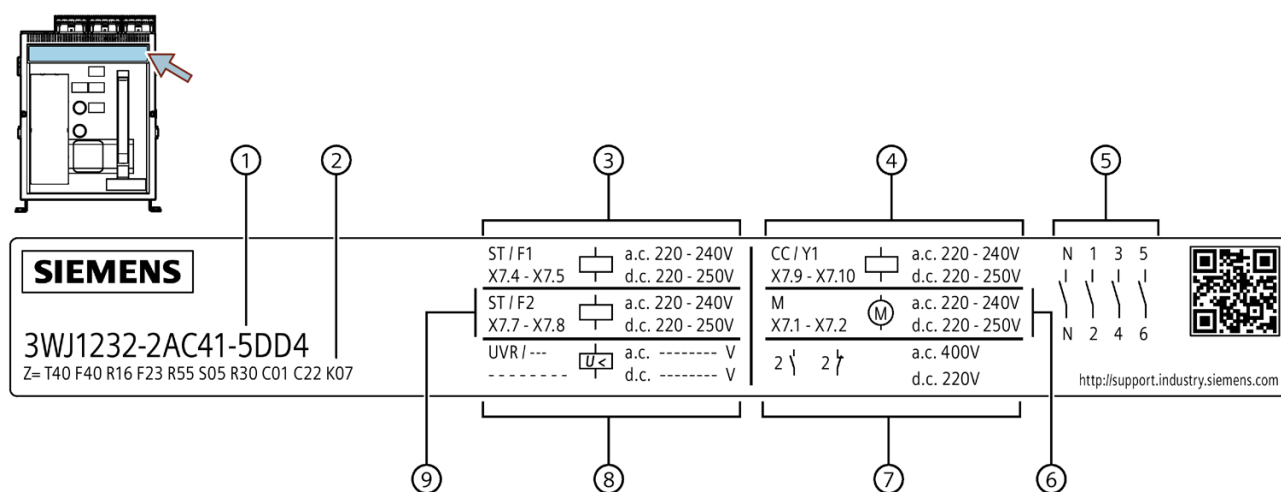 1 2 3 4 5
SIEMENS
3WJ1232-2AC41-5DD4
Z= T40 F40 R16 F23 R55 S05 R30 C01 C22 K07
ST / F1 a.c. 220 - 240V
X7.4 - X7.5 d.c. 220 - 250V
ST / F2 a.c. 220 - 240V
X7.7 - X7.8 d.c. 220 - 250V
UVR / --- U< a.c. -------- V
- - - - - - - - - d.c. -------- V
CC / Y1 a.c. 220 - 240V
X7.9 - X7.10 d.c. 220 - 250V
M M a.c. 220 - 240V
X7.1 - X7.2 d.c. 220 - 250V
2 2 a.c. 400V
d.c. 220V
N 1 3 5
N 2 4 6
http://support.industry.siemens.com
9 8 7 6